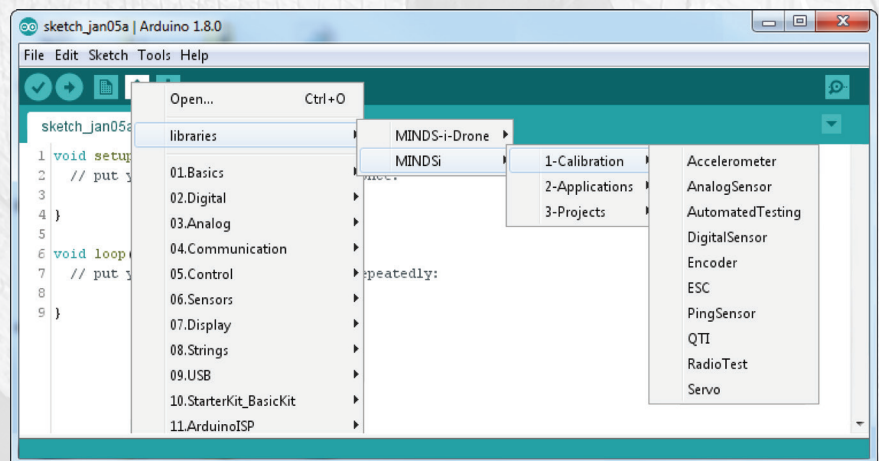 sketch_jan05a | Arduino 1.8.0
File Edit Sketch Tools Help
sketch_jan05a
1 void setup
2 // put y
3
4 }
5
6 void loop(
7 // put y
8
9 }
Open... Ctrl+O
libraries
01.Basics
02.Digital
03.Analog
04.Communication
05.Control
06.Sensors
07.Display
08.Strings
09.USB
10.StarterKit_BasicKit
11.ArduinoISP
epeatedly:
MINDS-i-Drone
MINDSi
1-Calibration
2-Applications
3-Projects
Accelerometer
AnalogSensor
AutomatedTesting
DigitalSensor
Encoder
ESC
PingSensor
QTI
RadioTest
Servo